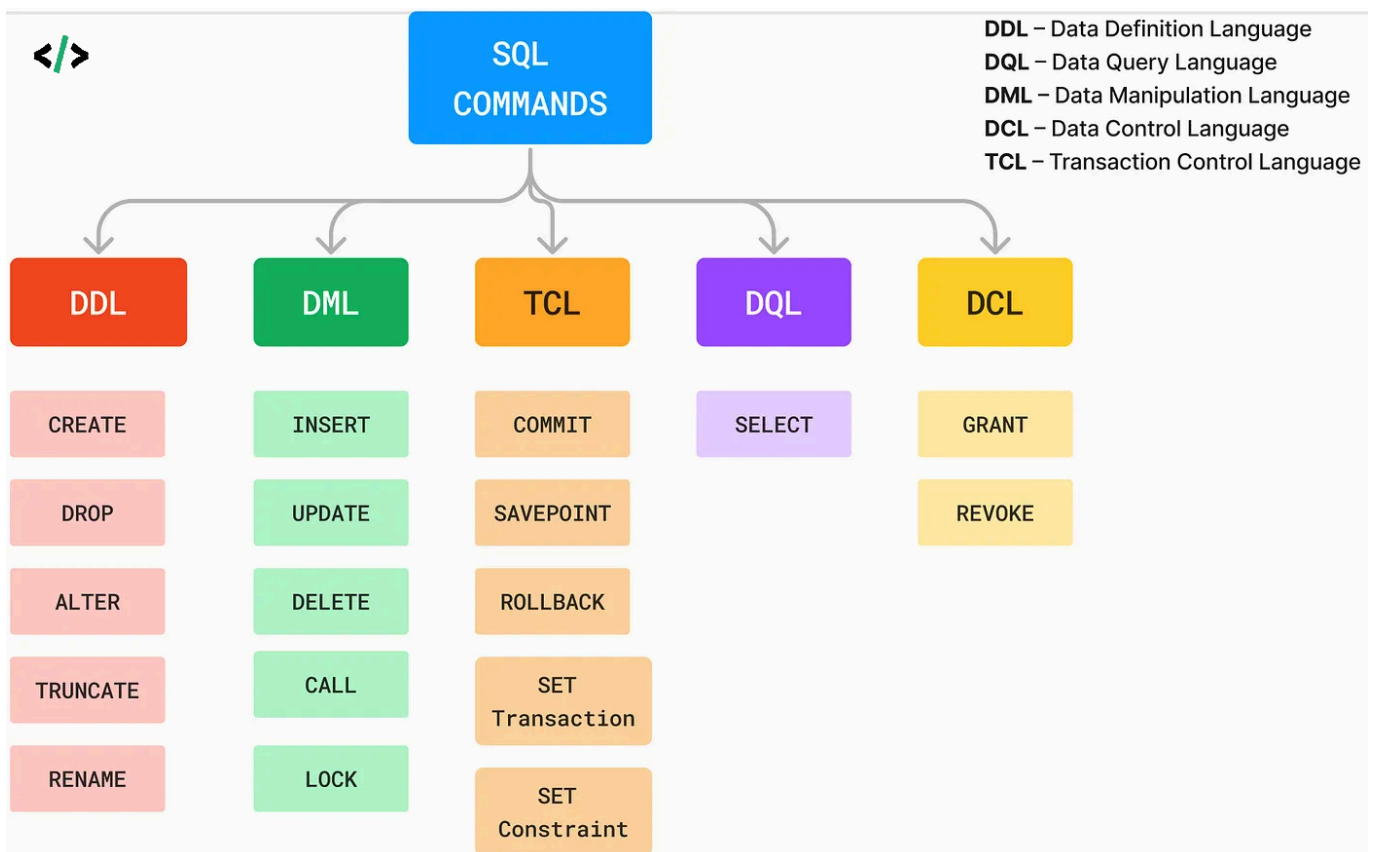 </>
SQL
COMMANDS
DDL – Data Definition Language
DQL – Data Query Language
DML – Data Manipulation Language
DCL – Data Control Language
TCL – Transaction Control Language
DDL
DML
TCL
DQL
DCL
CREATE
INSERT
COMMIT
SELECT
GRANT
DROP
UPDATE
SAVEPOINT
REVOKE
ALTER
DELETE
ROLLBACK
TRUNCATE
CALL
SET
Transaction
RENAME
LOCK
SET
Constraint